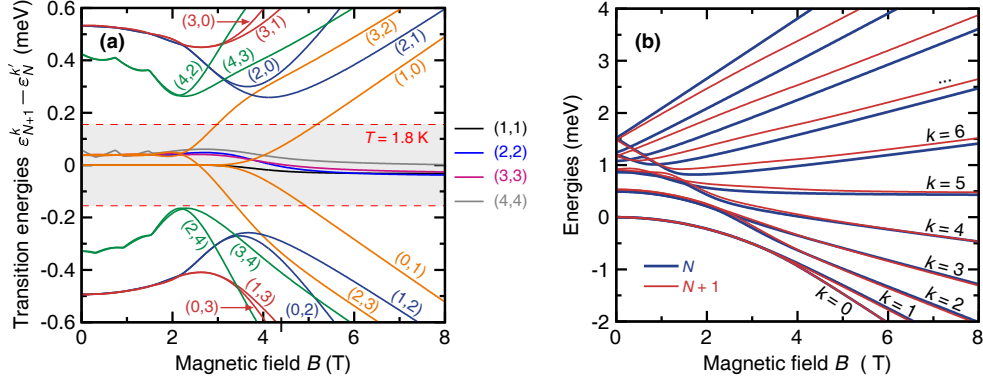 (a)
Transition energies ε^k_{N+1} – ε^{k'}_N (meV)
0.6
0.4
0.2
0
-0.2
-0.4
-0.6
(3,0)
(3,1)
(4,2)
(4,3)
(2,0)
(3,2)
(2,1)
(1,0)
T = 1.8 K
(2,4)
(3,4)
(0,1)
(0,3)
(1,3)
(0,2)
(2,3)
(1,2)
0 2 4 6 8
Magnetic field B (T)
(1,1)
(2,2)
(3,3)
(4,4)
(b)
Energies (meV)
4
3
2
1
0
-1
-2
...
k = 6
k = 5
k = 4
k = 3
k = 2
k = 1
k = 0
N
N + 1
0 2 4 6 8
Magnetic field B ( T)